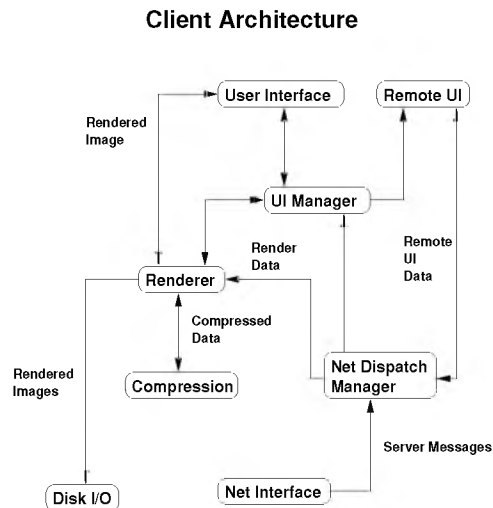 Client Architecture
User Interface
Remote UI
Rendered
Image
UI Manager
Render
Data
Remote
UI
Data
Renderer
Compressed
Data
Rendered
Images
Compression
Net Dispatch
Manager
Server Messages
Disk I/O
Net Interface